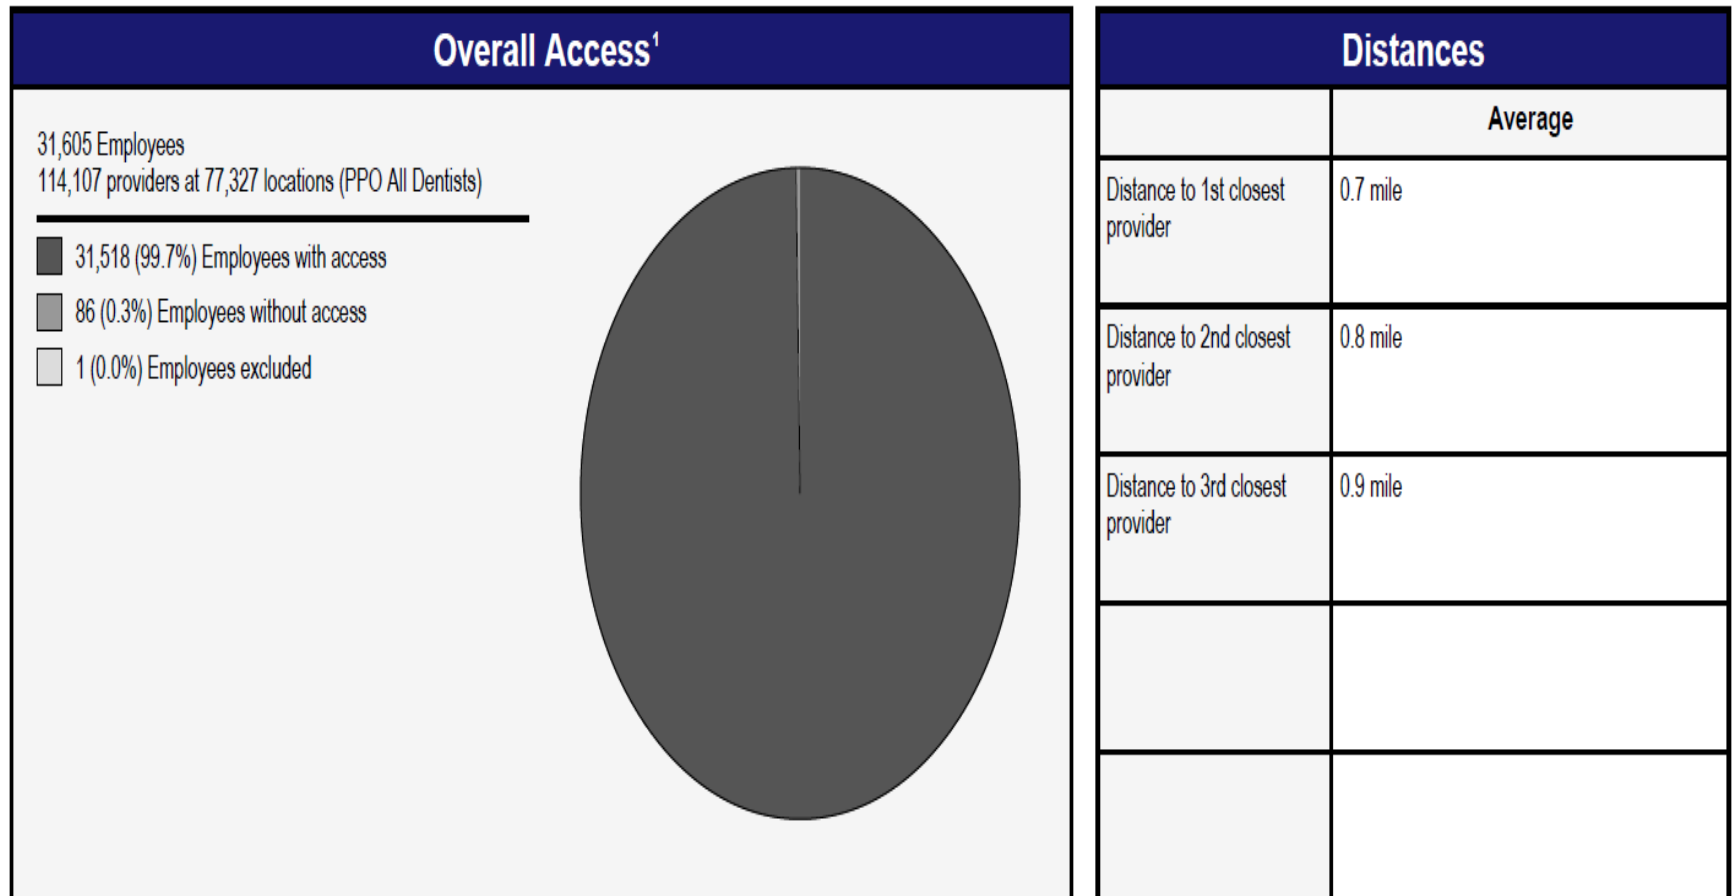 Overall Access¹
31,605 Employees
114,107 providers at 77,327 locations (PPO All Dentists)
31,518 (99.7%) Employees with access
86 (0.3%) Employees without access
1 (0.0%) Employees excluded
Distances
Average
Distance to 1st closest
provider
0.7 mile
Distance to 2nd closest
provider
0.8 mile
Distance to 3rd closest
provider
0.9 mile